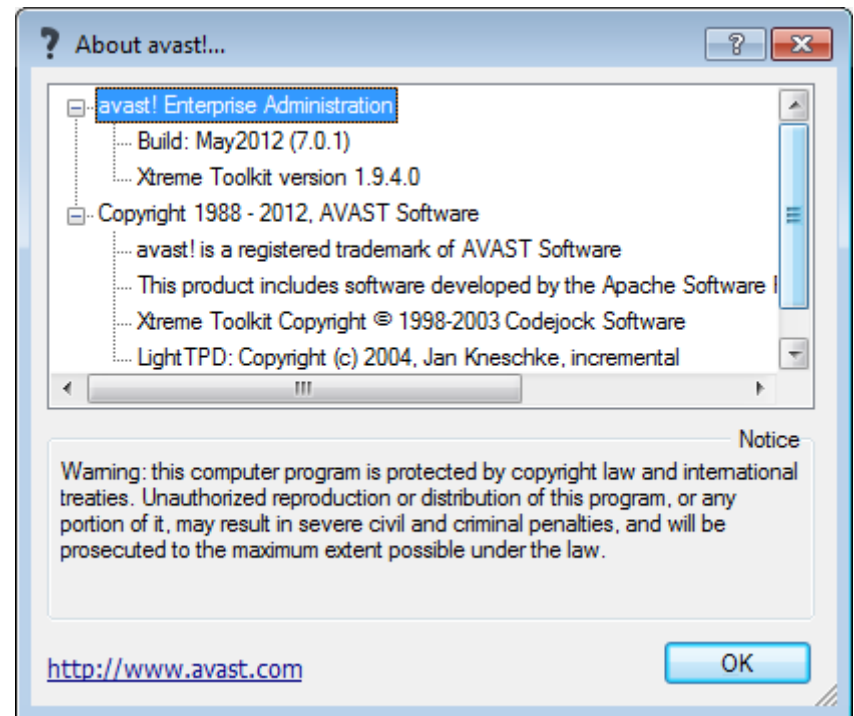 About avast!...
avast! Enterprise Administration
Build: May2012 (7.0.1)
Xtreme Toolkit version 1.9.4.0
Copyright 1988 - 2012, AVAST Software
avast! is a registered trademark of AVAST Software
This product includes software developed by the Apache Software
Xtreme Toolkit Copyright © 1998-2003 Codejock Software
LightTPD: Copyright (c) 2004, Jan Kneschke, incremental
Notice
Warning: this computer program is protected by copyright law and international
treaties. Unauthorized reproduction or distribution of this program, or any
portion of it, may result in severe civil and criminal penalties, and will be
prosecuted to the maximum extent possible under the law.
http://www.avast.com
OK